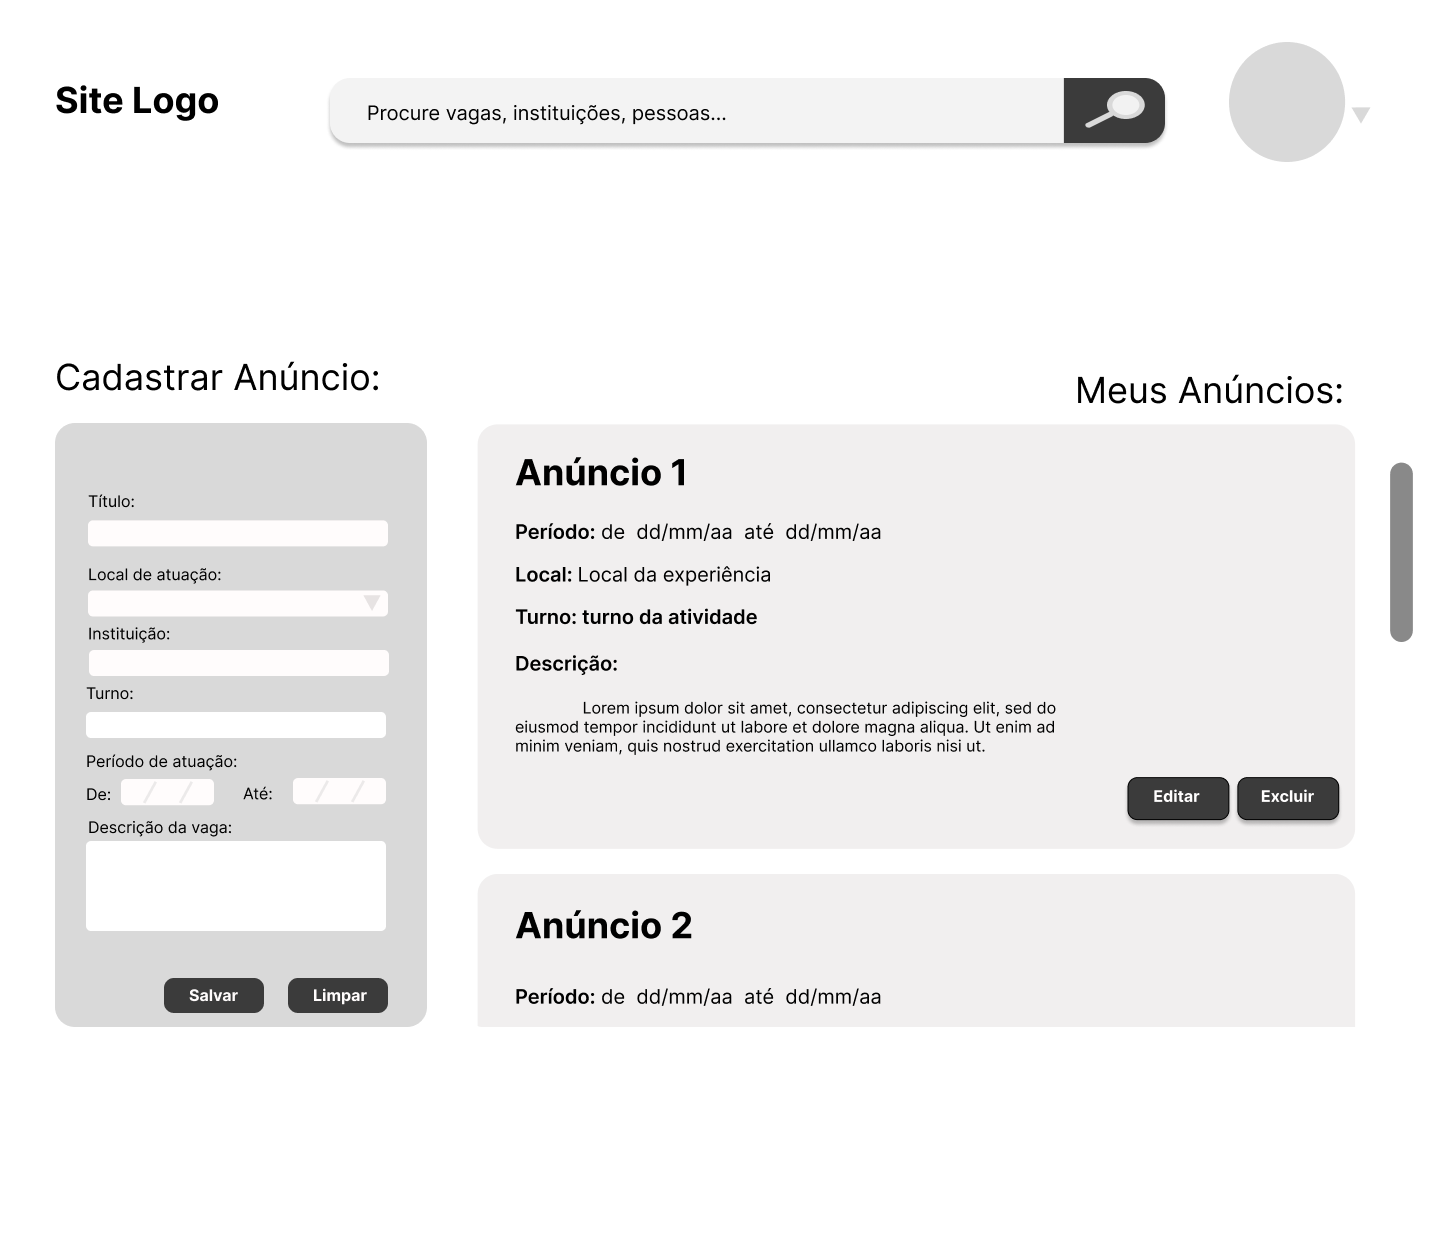 Site Logo
Procure vagas, instituições, pessoas...
Cadastrar Anúncio:
Título:
Local de atuação:
Instituição:
Turno:
Período de atuação:
De: / / Até: / /
Descrição da vaga:
Salvar Limpar
Meus Anúncios:
Anúncio 1
Período: de dd/mm/aa até dd/mm/aa
Local: Local da experiência
Turno: turno da atividade
Descrição:
Lorem ipsum dolor sit amet, consectetur adipiscing elit, sed do
eiusmod tempor incididunt ut labore et dolore magna aliqua. Ut enim ad
minim veniam, quis nostrud exercitation ullamco laboris nisi ut.
Editar Excluir
Anúncio 2
Período: de dd/mm/aa até dd/mm/aa